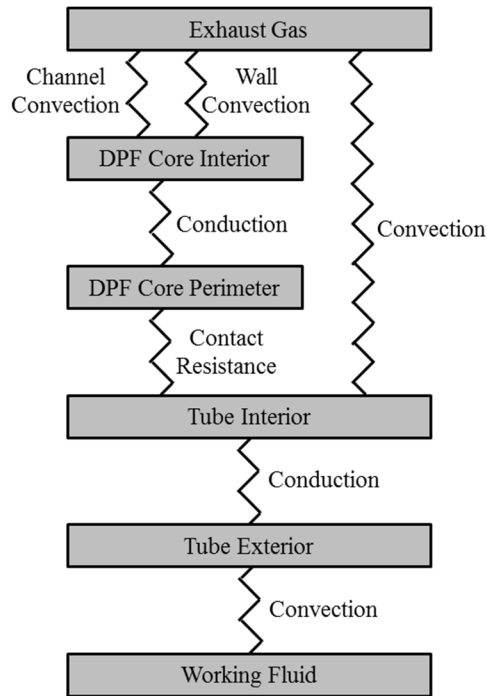 Exhaust Gas
Channel
Convection
Wall
Convection
DPF Core Interior
Conduction
Convection
DPF Core Perimeter
Contact
Resistance
Tube Interior
Conduction
Tube Exterior
Convection
Working Fluid